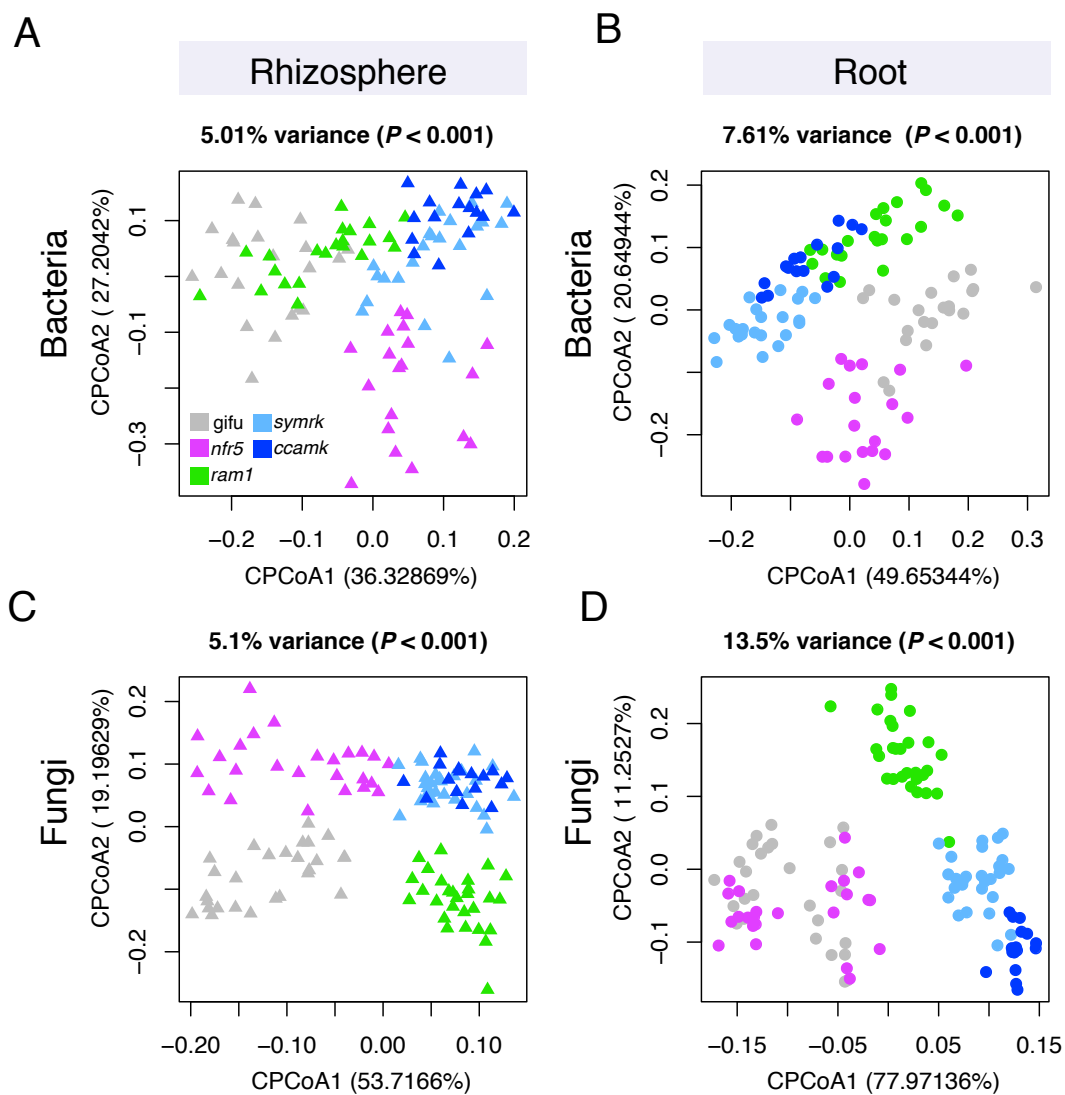 A
B
Rhizosphere
Root
5.01% variance (P < 0.001)
7.61% variance (P < 0.001)
Bacteria
CPCoA2 ( 27.2042%)
0.1
−0.1
−0.3
gifu
symrk
nfr5
ccamk
ram1
−0.2
−0.1
0.0
0.1
0.2
CPCoA1 (36.32869%)
Bacteria
CPCoA2 ( 20.64944%)
0.2
0.1
0.0
−0.2
−0.2
0.0
0.1
0.2
0.3
CPCoA1 (49.65344%)
C
D
5.1% variance (P < 0.001)
13.5% variance (P < 0.001)
Fungi
CPCoA2 ( 19.19629%)
0.2
0.1
0.0
−0.2
−0.20
−0.10
0.00
0.10
CPCoA1 (53.7166%)
Fungi
CPCoA2 ( 11.2527%)
0.2
0.1
0.0
−0.1
−0.15
−0.05
0.05
0.15
CPCoA1 (77.97136%)